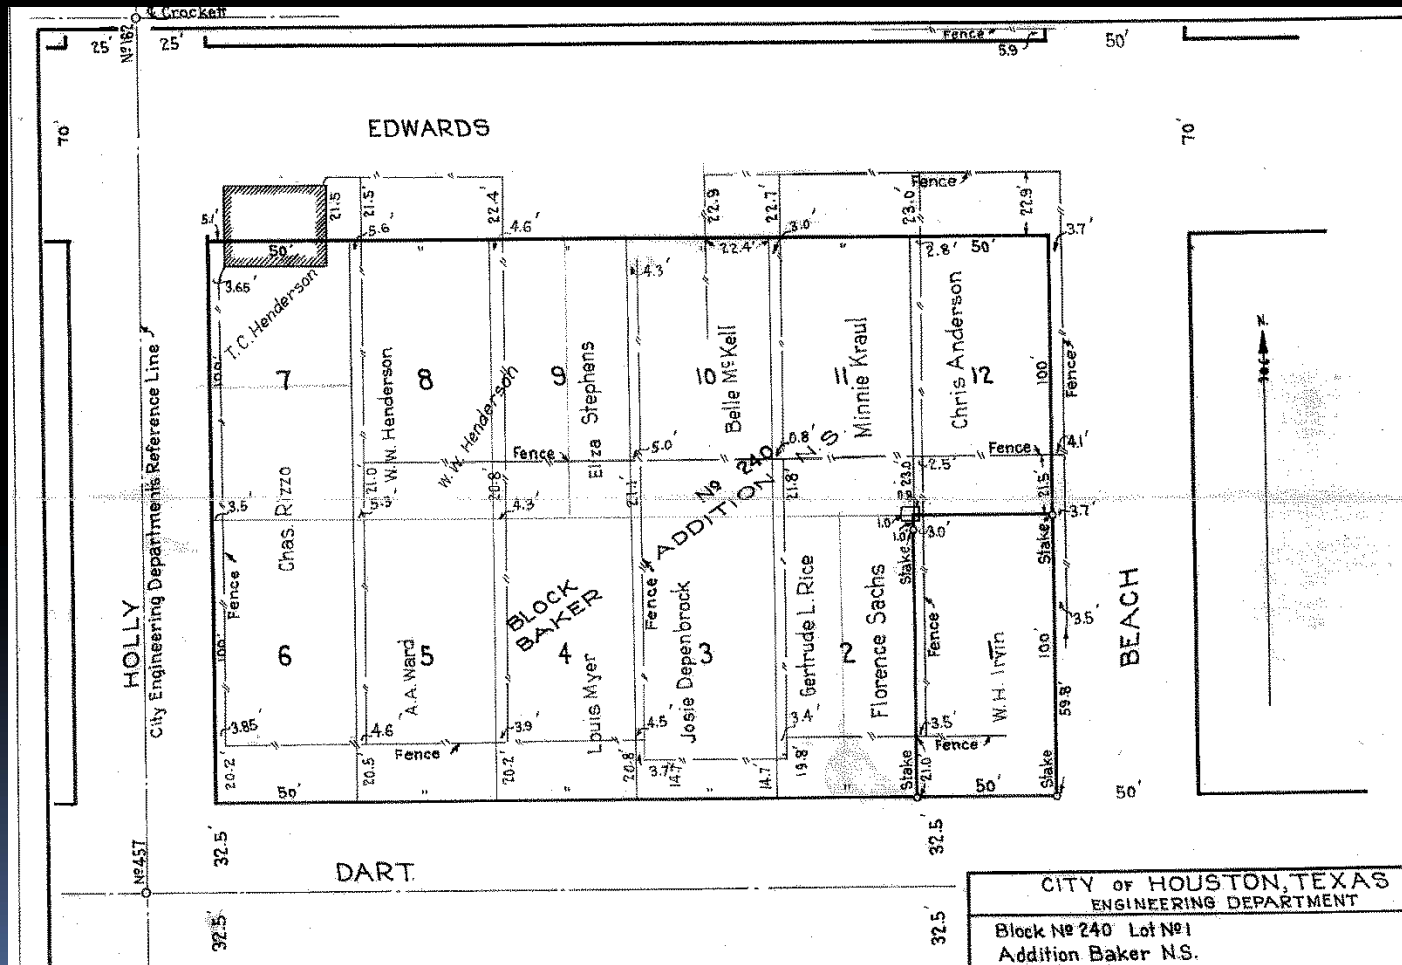 ℄ Crockett
25' 25'
Nº 182
Fence
5.9
50'
70'
70'
EDWARDS
21.5
21.5'
22.4'
22.9
22.7'
23.0'
Fence
22.9'
5.1'
5.6'
4.6'
3.0'
3.7'
50'
"
"
22.4'
"
2.8'
50'
3.65'
4.3'
T.C. Henderson
100'
7
8
9
10
11
12
W.W. Henderson
W.W. Henderson
Eliza Stephens
Belle McKell
Minnie Kraul
Chris Anderson
100'
Fence
N.
City Engineering Departments Reference Line
Fence
5.0'
0.8'
Fence
4.1'
Chas. Rizzo
21.0'
20.8'
21.1'
21.8'
23.0'
2.5'
21.5'
3.5'
4.3'
0.9'
1.0'
1.0'
3.0'
3.7'
BLOCK Nº 240
BAKER ADDITION N.S.
Stake
Stake
HOLLY
Fence
100'
6
5
4
3
2
1
A.A. Ward
Louis Myer
Fence
Josie Depenbrock
Gertrude L. Rice
Florence Sachs
Fence
W.H. Irvin
100'
3.5'
59.8'
BEACH
3.85'
4.6'
3.9'
4.5'
3.4'
3.5'
Fence
Fence
20.2'
20.5
20.2'
20.8'
3.7'
14.7'
14.7'
19.8'
Stake
21.0'
Stake
50'
"
"
"
"
50'
50'
32.5'
32.5'
Nº 457
DART.
32.5'
32.5'
CITY OF HOUSTON, TEXAS
ENGINEERING DEPARTMENT
Block Nº 240 Lot Nº 1
Addition Baker N.S.